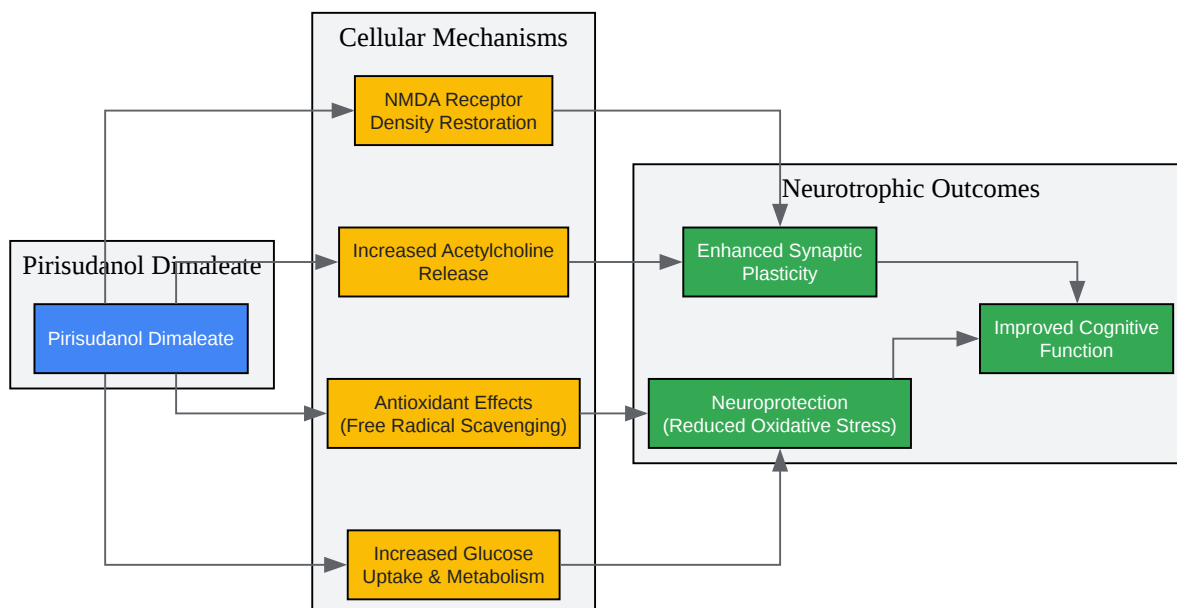 Cellular Mechanisms
NMDA Receptor
Density Restoration
Neurotrophic Outcomes
Increased Acetylcholine
Release
Enhanced Synaptic
Plasticity
Pirisudanol Dimaleate
Pirisudanol Dimaleate
Improved Cognitive
Function
Antioxidant Effects
(Free Radical Scavenging)
Neuroprotection
(Reduced Oxidative Stress)
Increased Glucose
Uptake & Metabolism